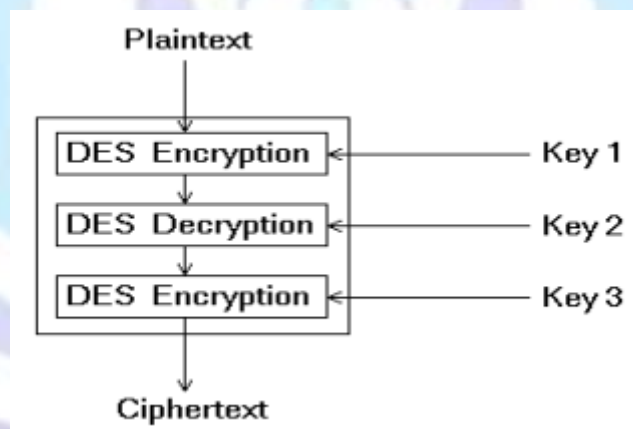 Plaintext
DES Encryption
Key 1
DES Decryption
Key 2
DES Encryption
Key 3
Ciphertext